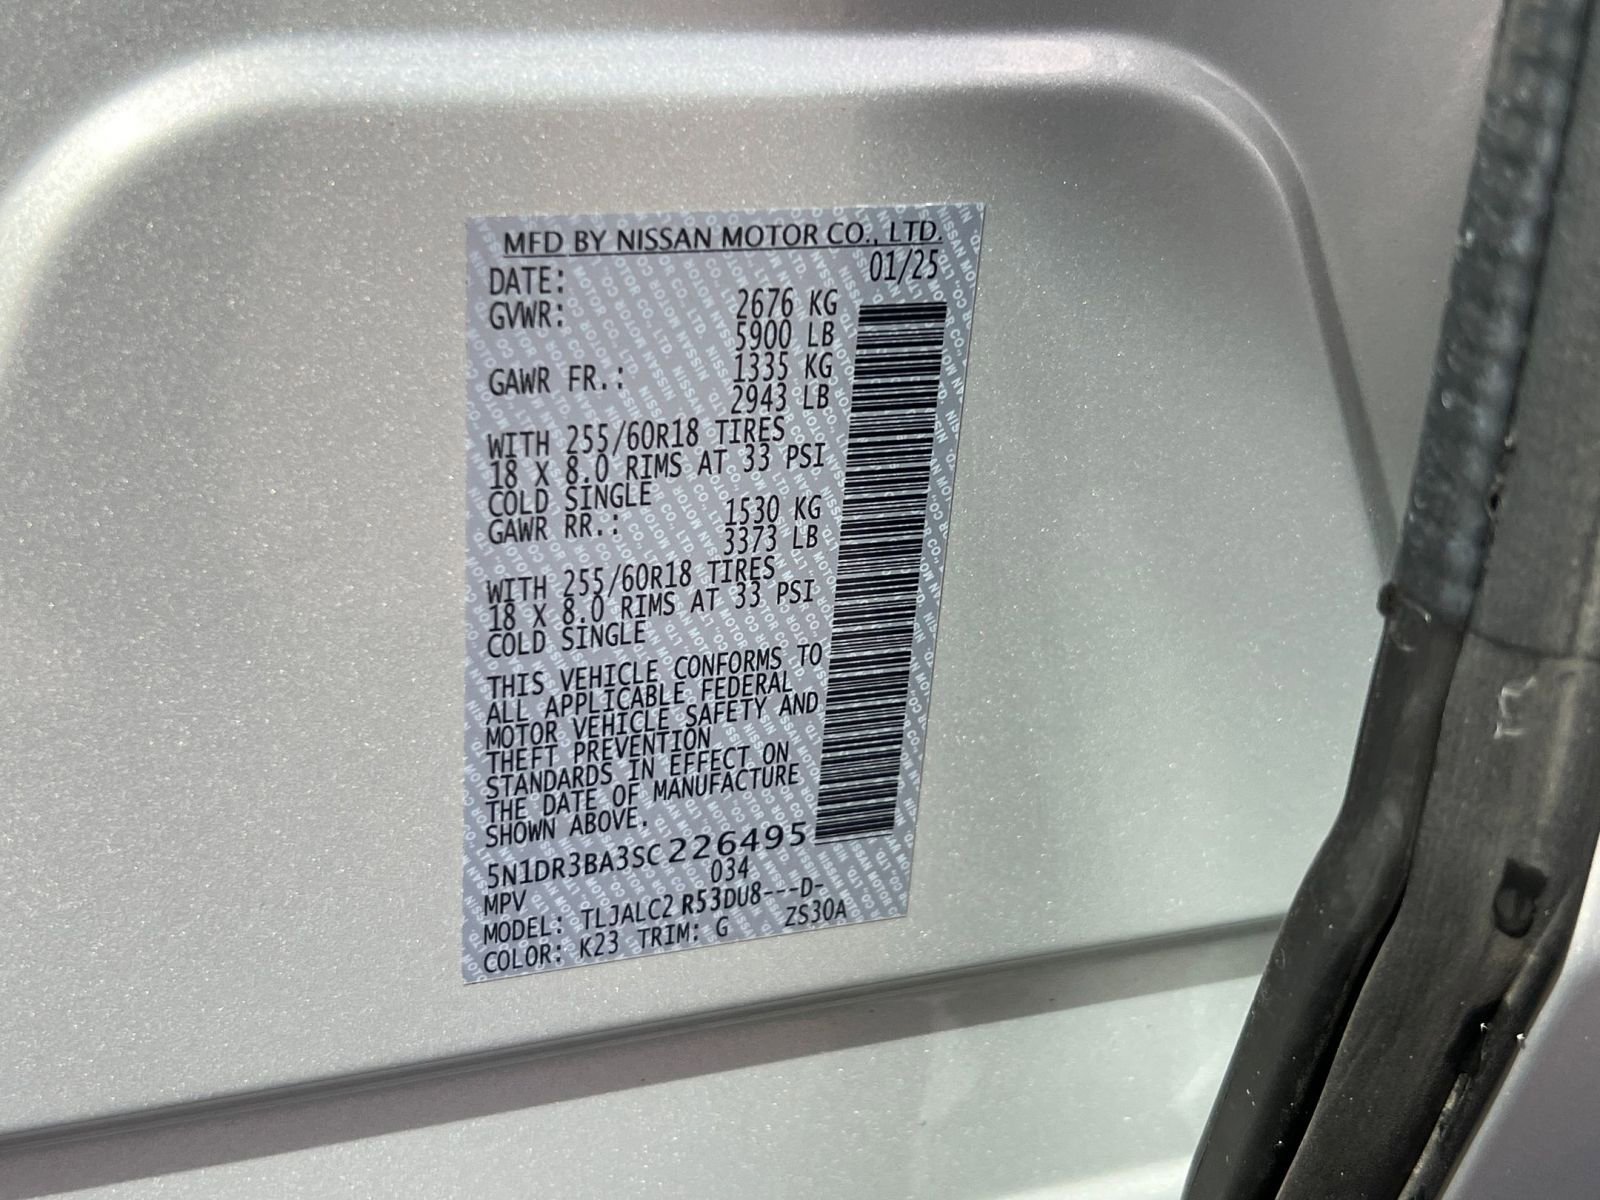 MFD BY NISSAN MOTOR CO., LTD.
DATE: 01/25
GVWR: 2676 KG
5900 LB
GAWR FR.: 1335 KG
2943 LB
WITH 255/60R18 TIRES
18 X 8.0 RIMS AT 33 PSI
COLD SINGLE
GAWR RR.: 1530 KG
3373 LB
WITH 255/60R18 TIRES
18 X 8.0 RIMS AT 33 PSI
COLD SINGLE
THIS VEHICLE CONFORMS TO
ALL APPLICABLE FEDERAL
MOTOR VEHICLE SAFETY AND
THEFT PREVENTION
STANDARDS IN EFFECT ON
THE DATE OF MANUFACTURE
SHOWN ABOVE.
5N1DR3BA3SC226495
MPV 034
MODEL: TLJALC2 R53DU8---D-
COLOR: K23 TRIM: G ZS30A